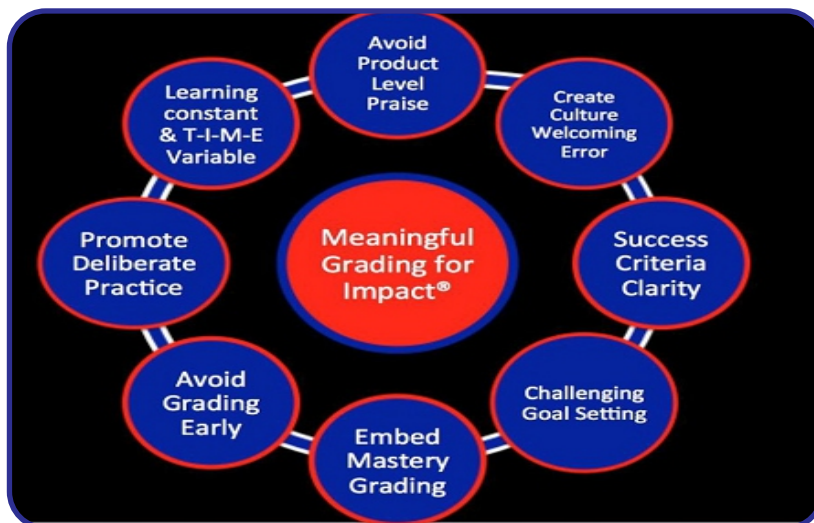 Avoid
Product
Level
Praise
Create
Culture
Welcoming
Error
Success
Criteria
Clarity
Challenging
Goal Setting
Embed
Mastery
Grading
Avoid
Grading
Early
Promote
Deliberate
Practice
Learning
constant
& T-I-M-E
Variable
Meaningful
Grading for
Impact®